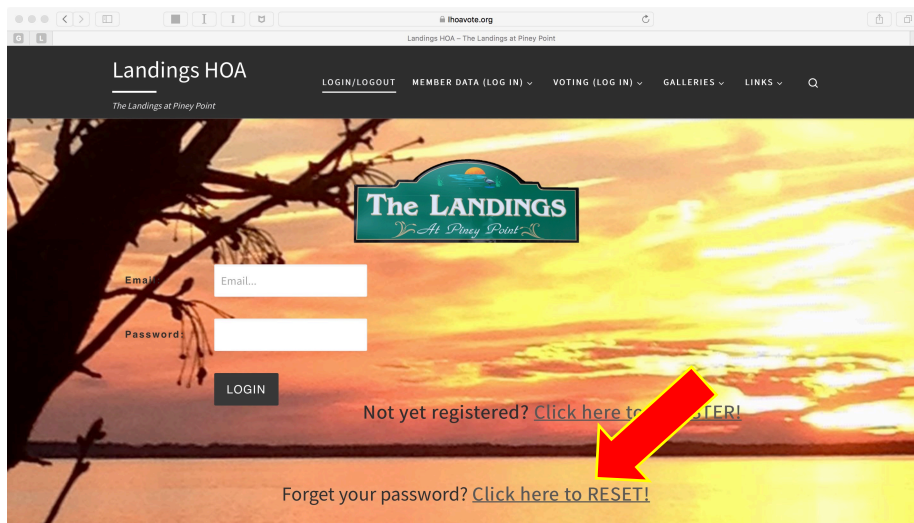 lhoavote.org
G L
Landings HOA – The Landings at Piney Point
Landings HOA
LOGIN/LOGOUT MEMBER DATA (LOG IN) VOTING (LOG IN) GALLERIES LINKS
The Landings at Piney Point
The LANDINGS
At Piney Point
Email
Email...
Password:
LOGIN
Not yet registered? Click here to
Forget your password? Click here to RESET!